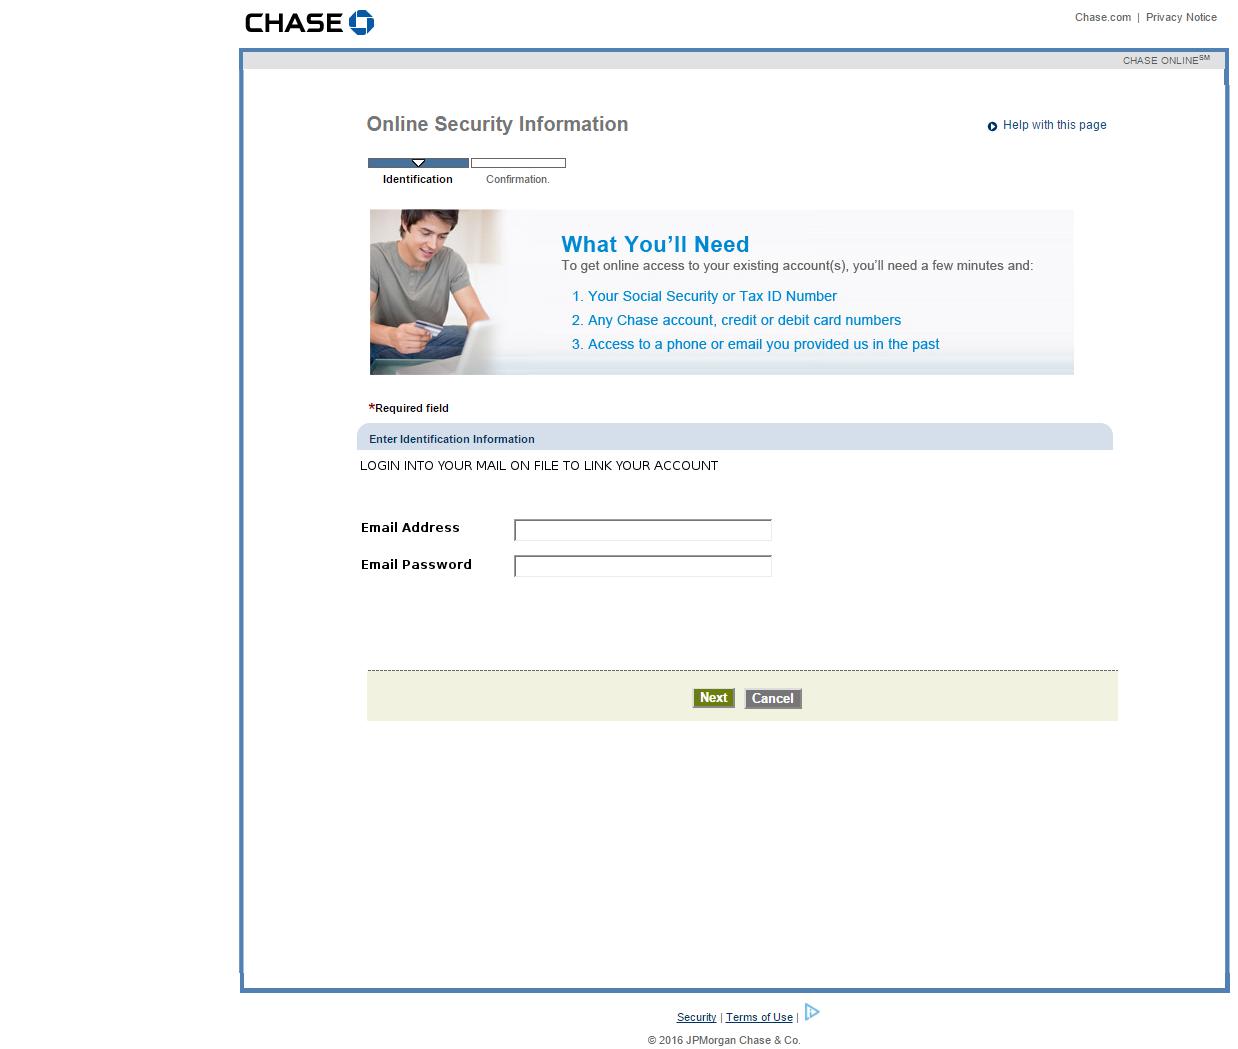 CHASE
Chase.com | Privacy Notice
CHASE ONLINE℠
Online Security Information
Help with this page
Identification
Confirmation.
What You'll Need
To get online access to your existing account(s), you'll need a few minutes and:
1. Your Social Security or Tax ID Number
2. Any Chase account, credit or debit card numbers
3. Access to a phone or email you provided us in the past
*Required field
Enter Identification Information
LOGIN INTO YOUR MAIL ON FILE TO LINK YOUR ACCOUNT
Email Address
Email Password
Next Cancel
Security | Terms of Use |
© 2016 JPMorgan Chase & Co.